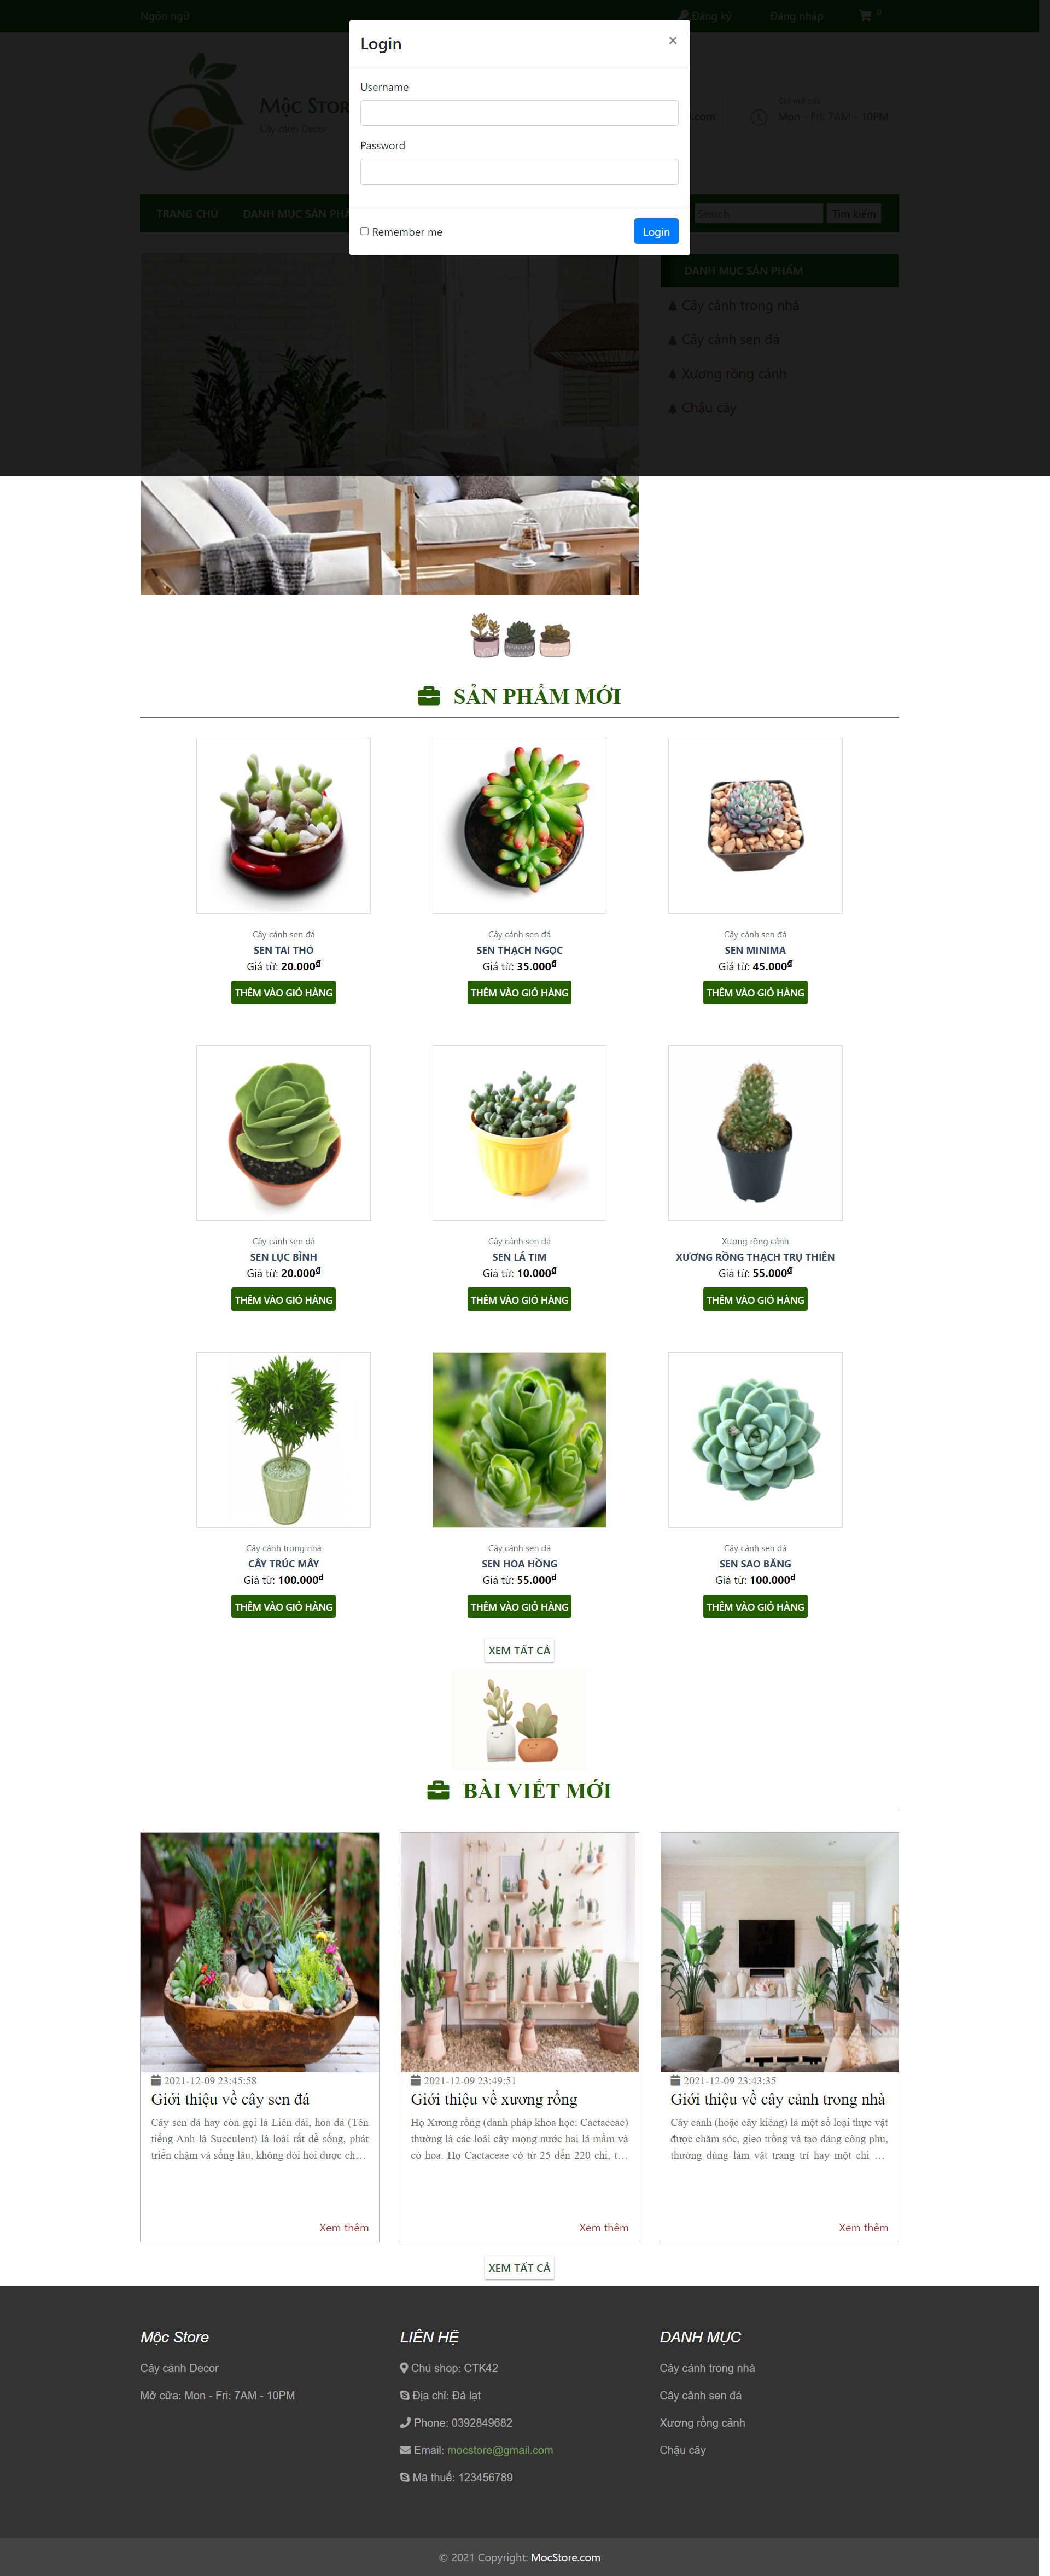 Ngôn ngữ
Đăng ký
Đăng nhập
0
Login
×
Username
Password
Remember me
Login
Mộc Store
Cây cảnh Decor
.com
Giờ mở cửa
Mon - Fri: 7AM - 10PM
TRANG CHỦ
DANH MỤC SẢN PHẨM
Search
Tìm kiếm
DANH MỤC SẢN PHẨM
Cây cảnh trong nhà
Cây cảnh sen đá
Xương rồng cảnh
Chậu cây
SẢN PHẨM MỚI
Cây cảnh sen đá
SEN TAI THỎ
Giá từ: 20.000đ
THÊM VÀO GIỎ HÀNG
Cây cảnh sen đá
SEN THẠCH NGỌC
Giá từ: 35.000đ
THÊM VÀO GIỎ HÀNG
Cây cảnh sen đá
SEN MINIMA
Giá từ: 45.000đ
THÊM VÀO GIỎ HÀNG
Cây cảnh sen đá
SEN LỤC BÌNH
Giá từ: 20.000đ
THÊM VÀO GIỎ HÀNG
Cây cảnh sen đá
SEN LÁ TIM
Giá từ: 10.000đ
THÊM VÀO GIỎ HÀNG
Xương rồng cảnh
XƯƠNG RỒNG THẠCH TRỤ THIÊN
Giá từ: 55.000đ
THÊM VÀO GIỎ HÀNG
Cây cảnh trong nhà
CÂY TRÚC MÂY
Giá từ: 100.000đ
THÊM VÀO GIỎ HÀNG
Cây cảnh sen đá
SEN HOA HỒNG
Giá từ: 55.000đ
THÊM VÀO GIỎ HÀNG
Cây cảnh sen đá
SEN SAO BĂNG
Giá từ: 100.000đ
THÊM VÀO GIỎ HÀNG
XEM TẤT CẢ
BÀI VIẾT MỚI
2021-12-09 23:45:58
Giới thiệu về cây sen đá
Cây sen đá hay còn gọi là Liên đài, hoa đá (Tên
tiếng Anh là Succulent) là loài rất dễ sống, phát
triển chậm và sống lâu, không đòi hỏi được ch…
Xem thêm
2021-12-09 23:49:51
Giới thiệu về xương rồng
Họ Xương rồng (danh pháp khoa học: Cactaceae)
thường là các loài cây mọng nước hai lá mầm và
có hoa. Họ Cactaceae có từ 25 đến 220 chi, t…
Xem thêm
2021-12-09 23:43:35
Giới thiệu về cây cảnh trong nhà
Cây cảnh (hoặc cây kiểng) là một số loại thực vật
được chăm sóc, gieo trồng và tạo dáng công phu,
thường dùng làm vật trang trí hay một chi …
Xem thêm
XEM TẤT CẢ
Mộc Store
Cây cảnh Decor
Mở cửa: Mon - Fri: 7AM - 10PM
LIÊN HỆ
Chủ shop: CTK42
Địa chỉ: Đà lạt
Phone: 0392849682
Email: mocstore@gmail.com
Mã thuế: 123456789
DANH MỤC
Cây cảnh trong nhà
Cây cảnh sen đá
Xương rồng cảnh
Chậu cây
© 2021 Copyright: MocStore.com